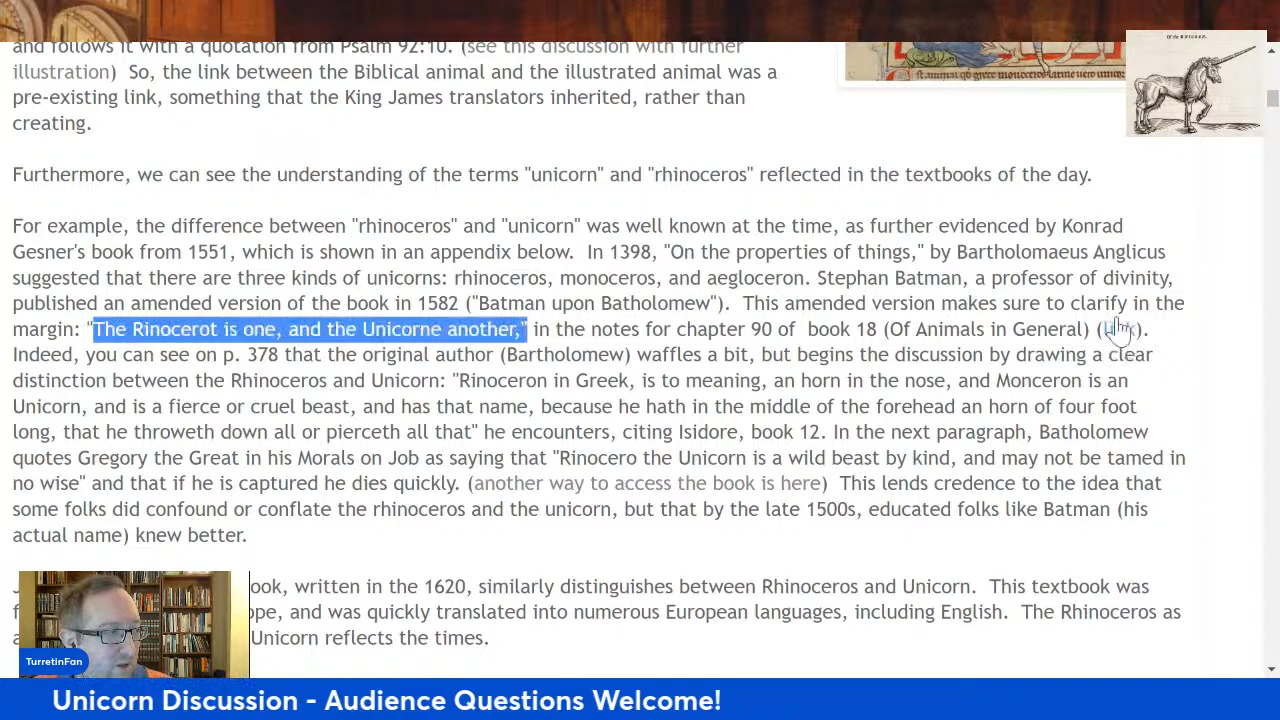 and follows it with a quotation from Psalm 92:10. (see this discussion with further
illustration) So, the link between the Biblical animal and the illustrated animal was a
pre-existing link, something that the King James translators inherited, rather than
creating.
Furthermore, we can see the understanding of the terms "unicorn" and "rhinoceros" reflected in the textbooks of the day.
For example, the difference between "rhinoceros" and "unicorn" was well known at the time, as further evidenced by Konrad
Gesner's book from 1551, which is shown in an appendix below. In 1398, "On the properties of things," by Bartholomaeus Anglicus
suggested that there are three kinds of unicorns: rhinoceros, monoceros, and aegloceron. Stephan Batman, a professor of divinity,
published an amended version of the book in 1582 ("Batman upon Batholomew"). This amended version makes sure to clarify in the
margin: "The Rinocerot is one, and the Unicorne another," in the notes for chapter 90 of book 18 (Of Animals in General) ( ).
Indeed, you can see on p. 378 that the original author (Bartholomew) waffles a bit, but begins the discussion by drawing a clear
distinction between the Rhinoceros and Unicorn: "Rinoceron in Greek, is to meaning, an horn in the nose, and Monceron is an
Unicorn, and is a fierce or cruel beast, and has that name, because he hath in the middle of the forehead an horn of four foot
long, that he throweth down all or pierceth all that" he encounters, citing Isidore, book 12. In the next paragraph, Batholomew
quotes Gregory the Great in his Morals on Job as saying that "Rinocero the Unicorn is a wild beast by kind, and may not be tamed in
no wise" and that if he is captured he dies quickly. (another way to access the book is here) This lends credence to the idea that
some folks did confound or conflate the rhinoceros and the unicorn, but that by the late 1500s, educated folks like Batman (his
actual name) knew better.
ook, written in the 1620, similarly distinguishes between Rhinoceros and Unicorn. This textbook was
ope, and was quickly translated into numerous European languages, including English. The Rhinoceros as
Unicorn reflects the times.
TurretinFan
Unicorn Discussion - Audience Questions Welcome!